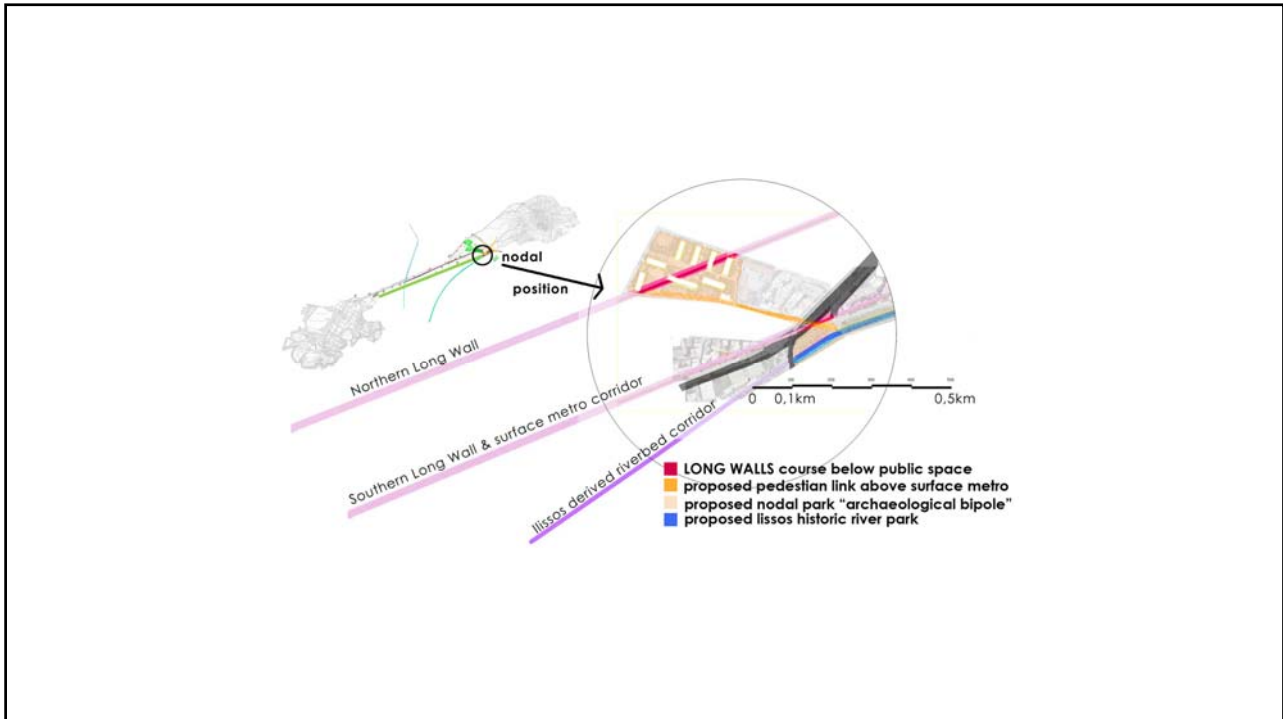 nodal
position
Northern Long Wall
Southern Long Wall & surface metro corridor
Ilissos derived riverbed corridor
0 0,1km 0,5km
LONG WALLS course below public space
proposed pedestian link above surface metro
proposed nodal park “archaeological bipole”
proposed Iissos historic river park